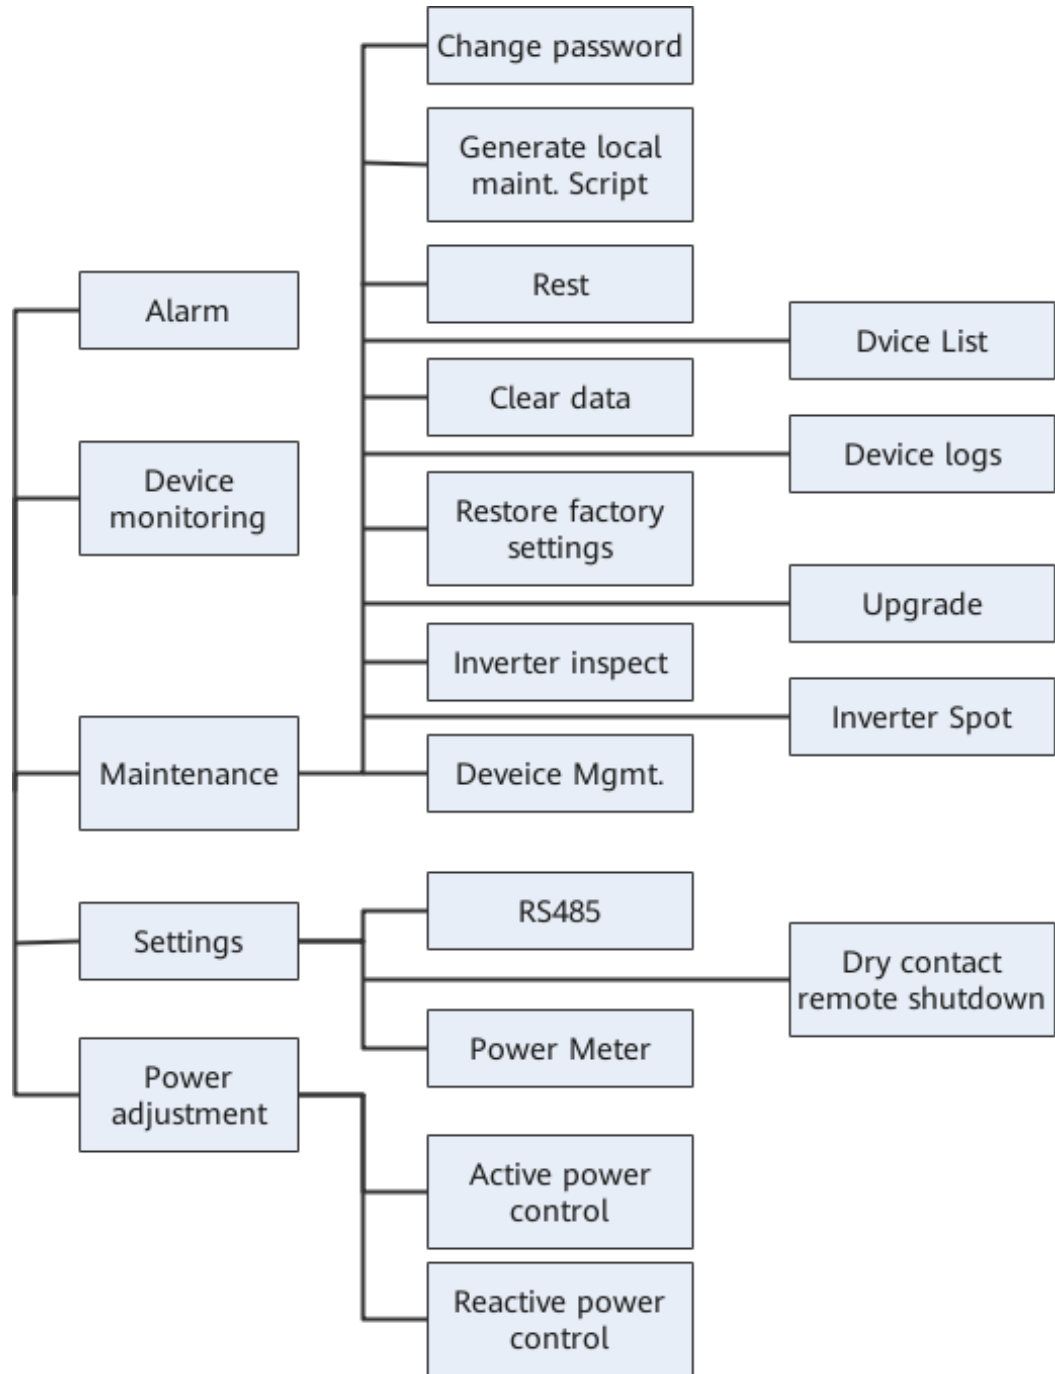 Change password
Generate local
maint. Script
Rest
Alarm
Dvice List
Clear data
Device logs
Device
monitoring
Restore factory
settings
Upgrade
Inverter inspect
Inverter Spot
Maintenance
Deveice Mgmt.
RS485
Settings
Dry contact
remote shutdown
Power Meter
Power
adjustment
Active power
control
Reactive power
control